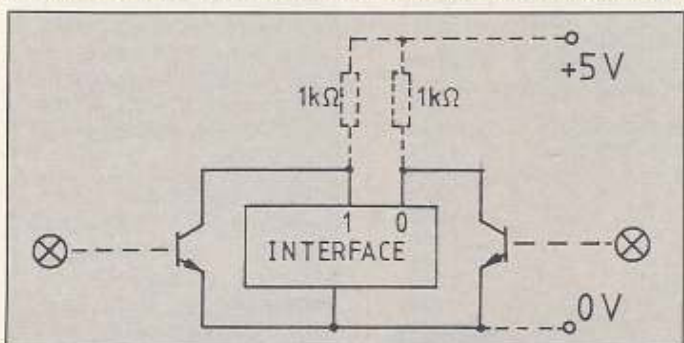 +5V
1kΩ 1kΩ
1 0
INTERFACE
0V